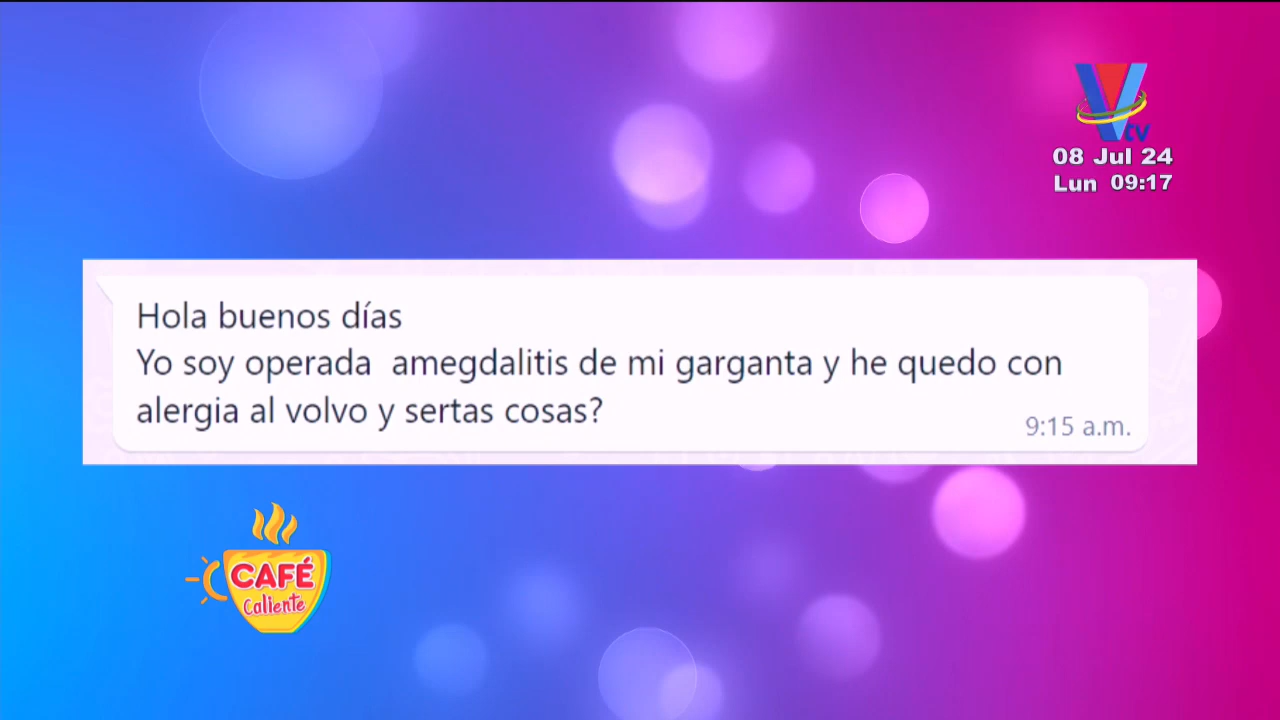 V
tv
08 Jul 24
Lun 09:17
Hola buenos días
Yo soy operada amegdalitis de mi garganta y he quedo con
alergia al volvo y sertas cosas?
9:15 a.m.
CAFÉ
Caliente